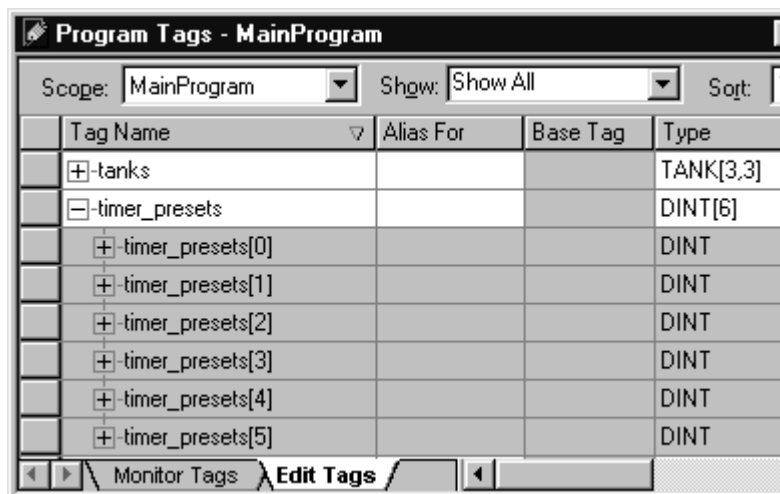 Program Tags - MainProgram
Scope: MainProgram Show: Show All Sort:
Tag Name Alias For Base Tag Type
tanks TANK[3,3]
timer_presets DINT[6]
timer_presets[0] DINT
timer_presets[1] DINT
timer_presets[2] DINT
timer_presets[3] DINT
timer_presets[4] DINT
timer_presets[5] DINT
Monitor Tags Edit Tags